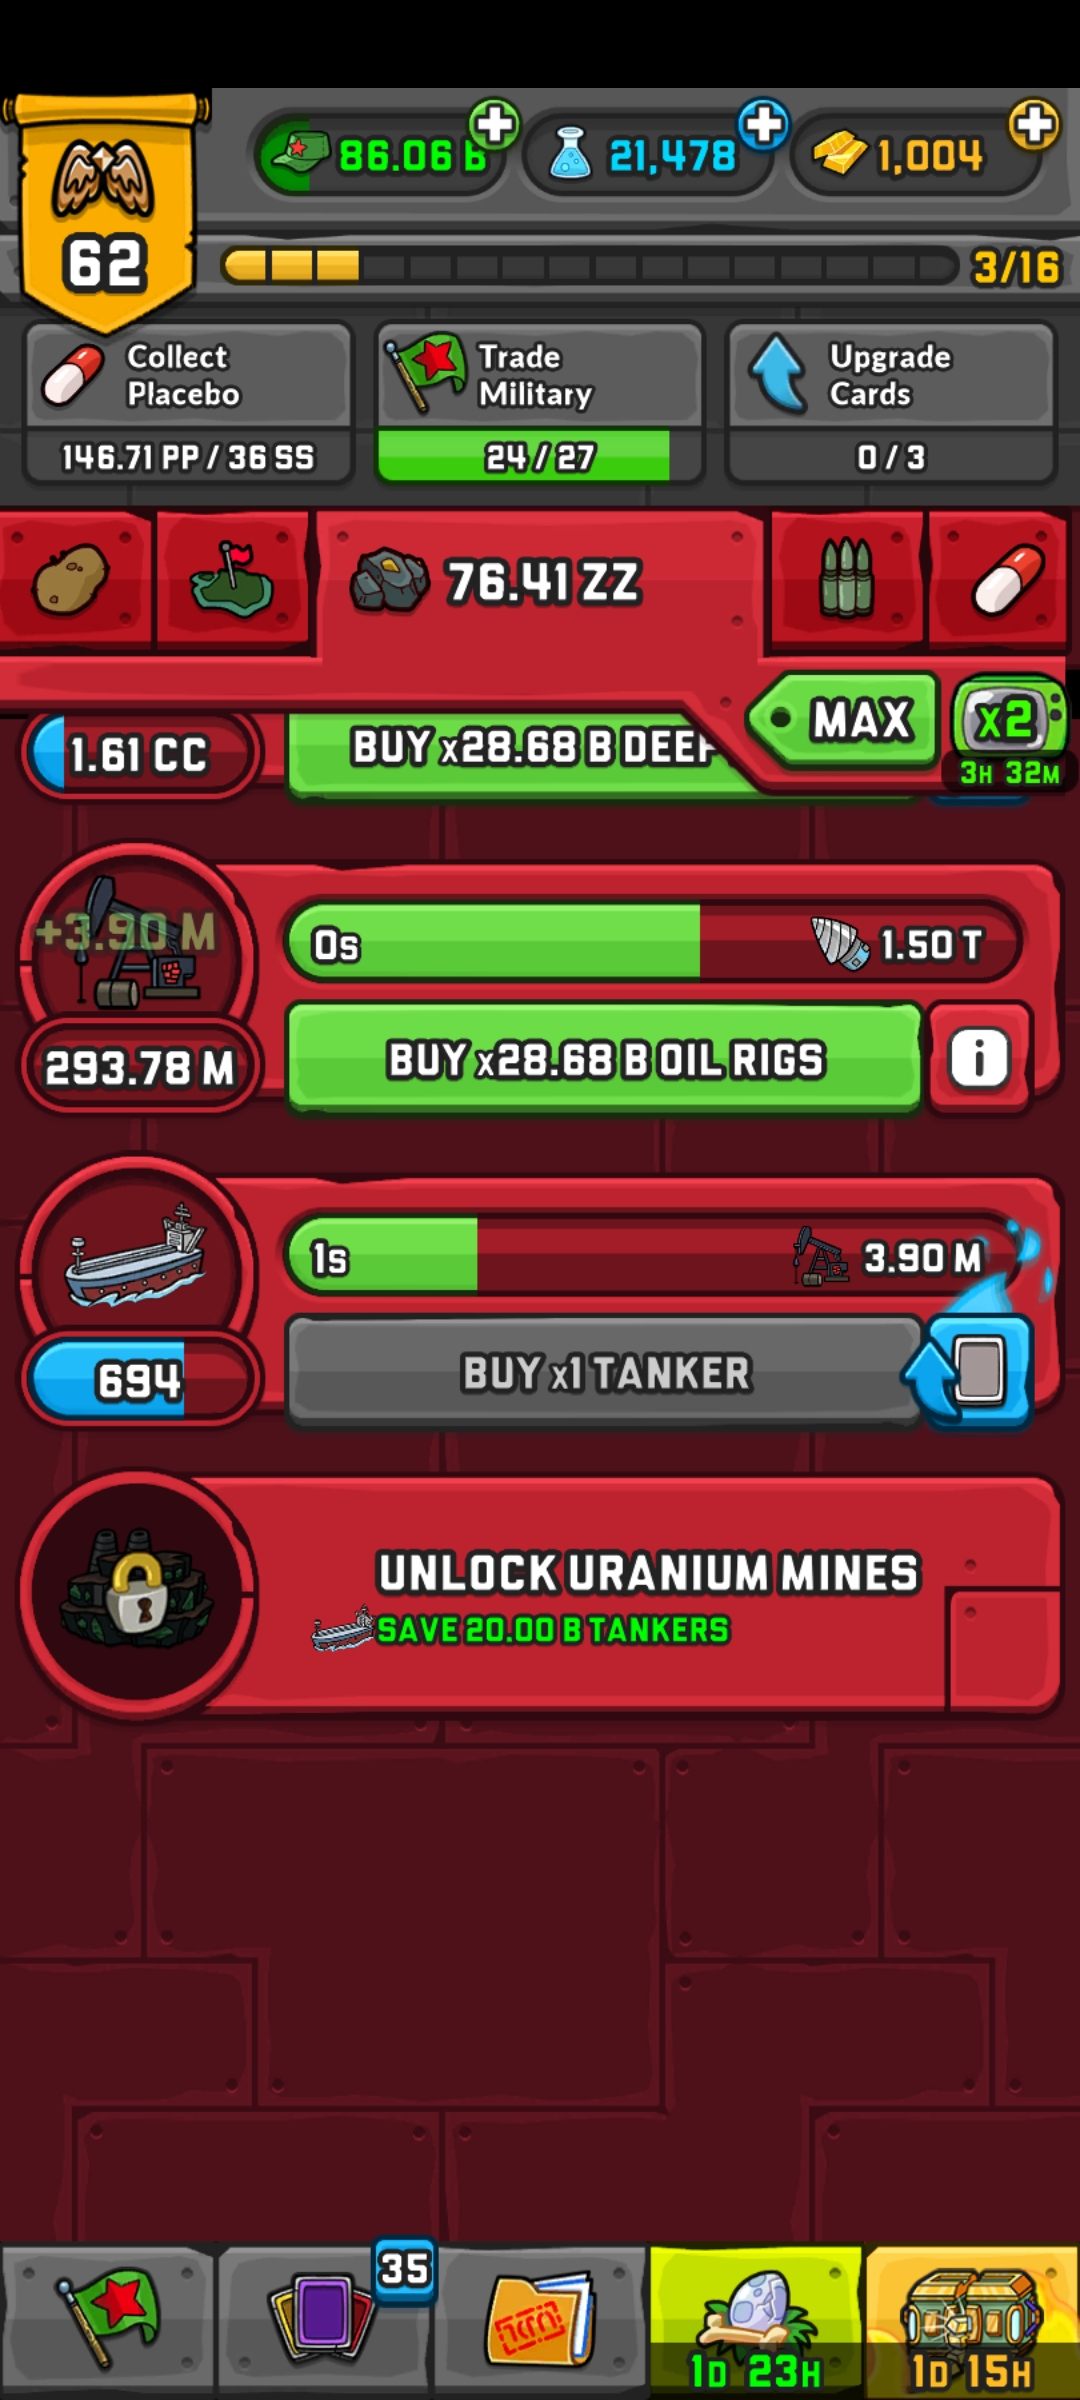 86.06 B
21,478
1,004
62
3/16
Collect
Placebo
146.71 PP / 36 SS
Trade
Military
24 / 27
Upgrade
Cards
0 / 3
76.41 ZZ
MAX
x2
3H 32M
1.61 CC
BUY x28.68 B DEEP
+3.90 M
0s
1.50 T
293.78 M
BUY x28.68 B OIL RIGS
i
1s
3.90 M
694
BUY x1 TANKER
UNLOCK URANIUM MINES
SAVE 20.00 B TANKERS
35
1D 23H
1D 15H